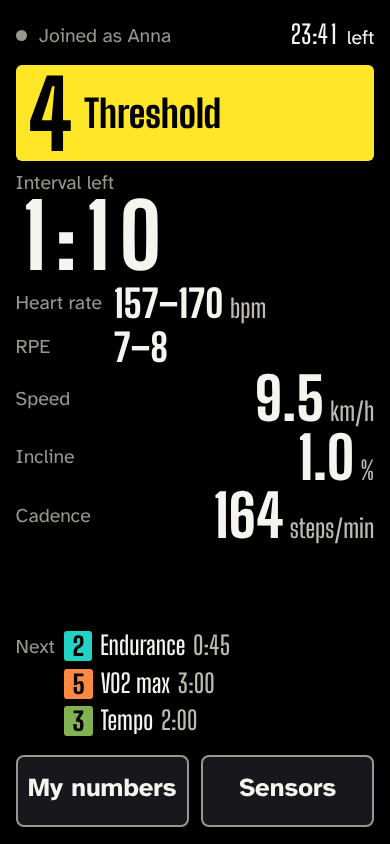 Joined as Anna 23:41 left
4 Threshold
Interval left
1:10
Heart rate 157–170 bpm
RPE 7–8
Speed 9.5 km/h
Incline 1.0 %
Cadence 164 steps/min
Next 2 Endurance 0:45
5 VO2 max 3:00
3 Tempo 2:00
My numbers Sensors